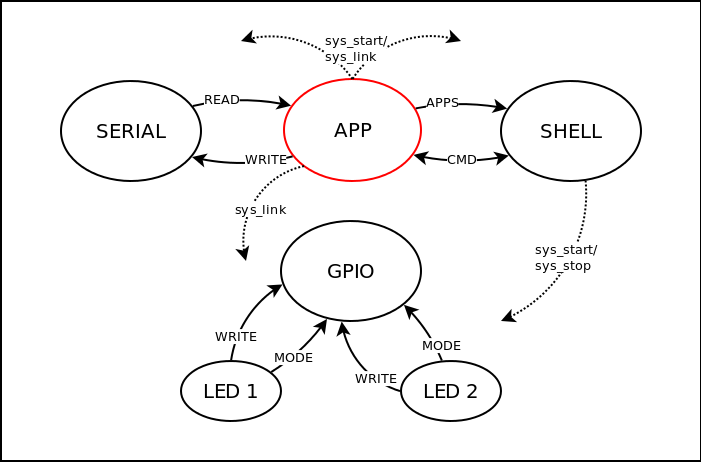 sys_start/
sys_link
READ
APPS
SERIAL
APP
SHELL
WRITE
CMD
sys_link
sys_start/
sys_stop
GPIO
WRITE
MODE
MODE
WRITE
LED 1
LED 2